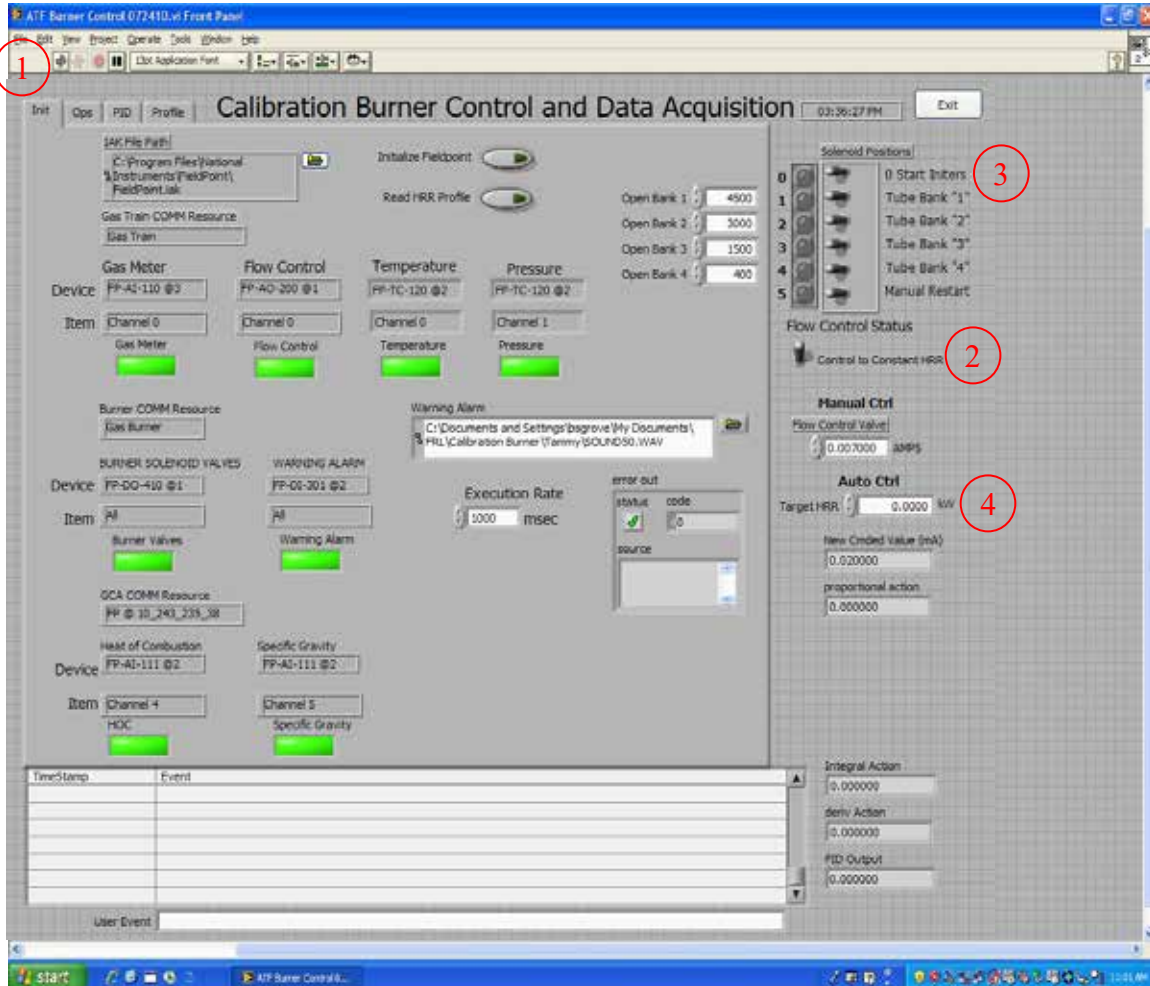 ATF Burner Control 072410.vi Front Panel
File Edit View Project Operate Tools Window Help
1
13pt Application Font
2
Init Ops PID Profile
Calibration Burner Control and Data Acquisition
03:36:27 PM
Exit
IAK File Path
C:\Program Files\National
Instruments\FieldPoint\
FieldPoint.iak
Initialize Fieldpoint
Read HRR Profile
Gas Train COMM Resource
Gas Train
Open Bank 1 4500
Open Bank 2 3000
Open Bank 3 1500
Open Bank 4 400
Solenoid Positions
0 0 Start Initers
3
1 Tube Bank "1"
2 Tube Bank "2"
3 Tube Bank "3"
4 Tube Bank "4"
5 Manual Restart
Gas Meter Flow Control Temperature Pressure
Device FP-AI-110 @3 FP-AO-200 @1 FP-TC-120 @2 FP-TC-120 @2
Item Channel 0 Channel 0 Channel 0 Channel 1
Gas Meter Flow Control Temperature Pressure
Flow Control Status
Control to Constant HRR
2
Burner COMM Resource
Gas Burner
Warning Alarm
C:\Documents and Settings\bsgrove\My Documents\
FRL\Calibration Burner\Tammy\SOUND50.WAV
Manual Ctrl
Flow Control Valve
0.007000 AMPS
BURNER SOLENOID VALVES WARNING ALARM
Device FP-DO-410 @1 FP-DI-301 @2
Item All All
Burner Valves Warning Alarm
Execution Rate
1000 msec
error out
status code
0
source
Auto Ctrl
Target HRR 0.0000 kW
4
New Cmded Value (mA)
0.020000
proportional action
0.000000
GCA COMM Resource
FP @ 10_243_235_38
Heat of Combustion Specific Gravity
Device FP-AI-111 @2 FP-AI-111 @2
Item Channel 4 Channel 5
HOC Specific Gravity
TimeStamp Event
Integral Action
0.000000
deriv Action
0.000000
PID Output
0.000000
User Event
start
ATF Burner Control 0...
11:01 AM